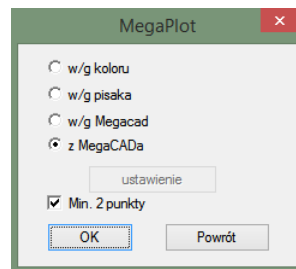 MegaPlot
w/g koloru
w/g pisaka
w/g Megacad
z MegaCADa
ustawienie
Min. 2 punkty
OK Powrót